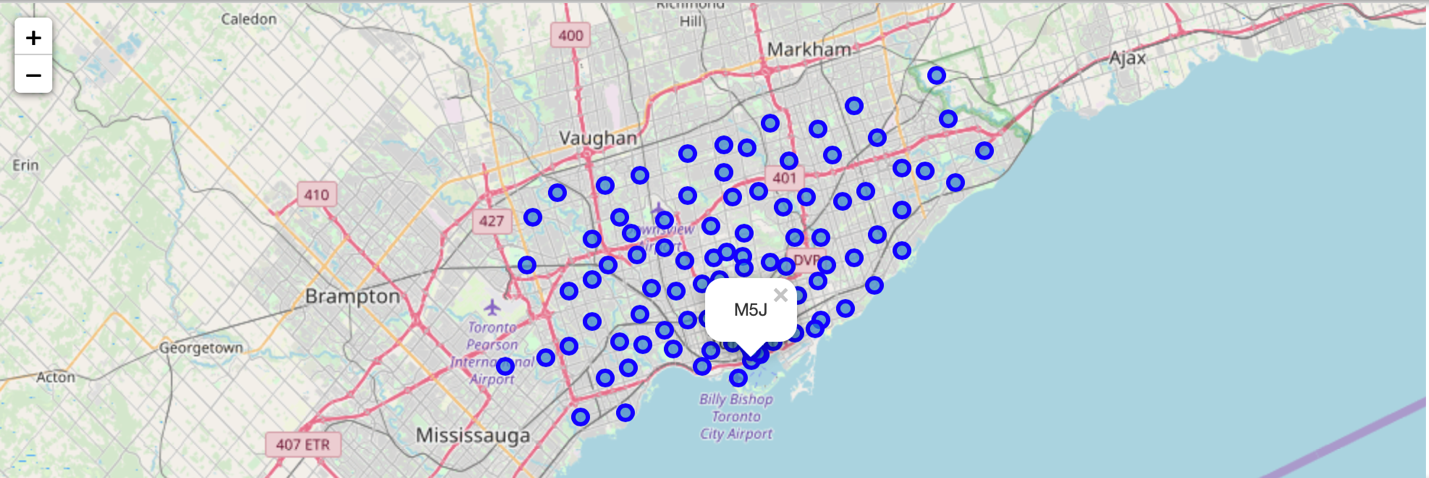 Richmond
Hill
Caledon
+
−
400
Markham
Ajax
Vaughan
Erin
401
410
427
Airport
DVP
Brampton
M5J
×
Toronto
Pearson
International
Airport
Georgetown
Acton
Billy Bishop
Toronto
City Airport
Mississauga
407 ETR